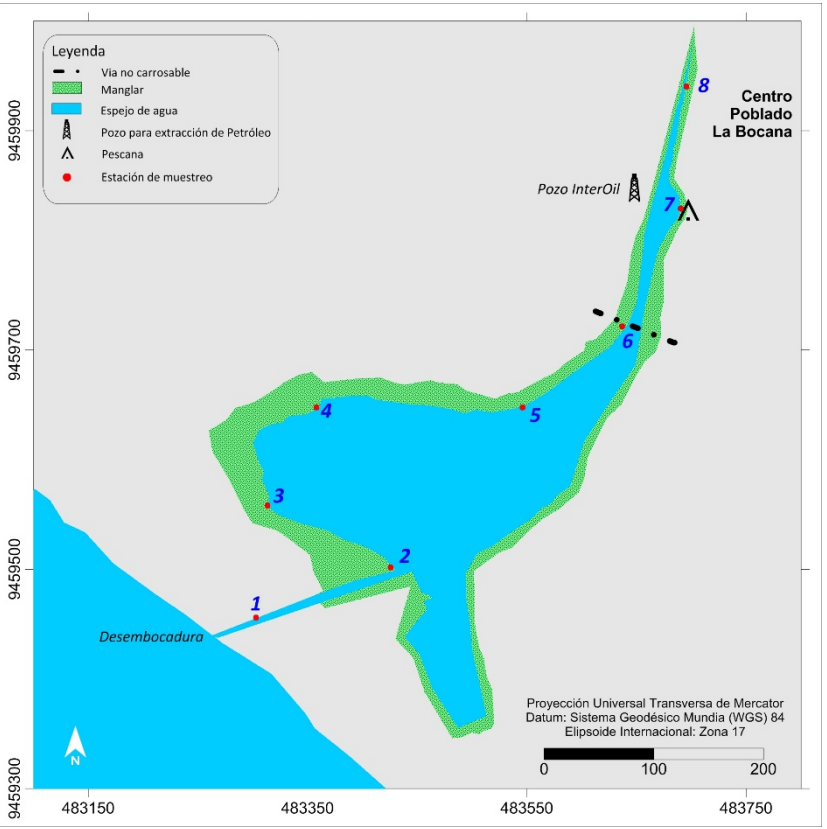 Leyenda
Via no carrosable
Manglar
Espejo de agua
Pozo para extracción de Petróleo
Pescana
Estación de muestreo
8
Centro
Poblado
La Bocana
Pozo InterOil
7
6
4
5
3
2
1
Desembocadura
Proyección Universal Transversa de Mercator
Datum: Sistema Geodésico Mundia (WGS) 84
Elipsoide Internacional: Zona 17
0 100 200
N
9459900
9459700
9459500
9459300
483150 483350 483550 483750